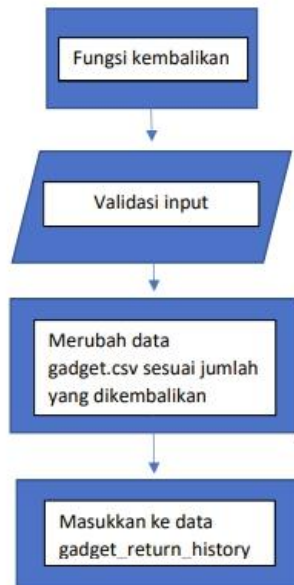 Fungsi kembalikan
Validasi input
Merubah data
gadget.csv sesuai jumlah
yang dikembalikan
Masukkan ke data
gadget_return_history